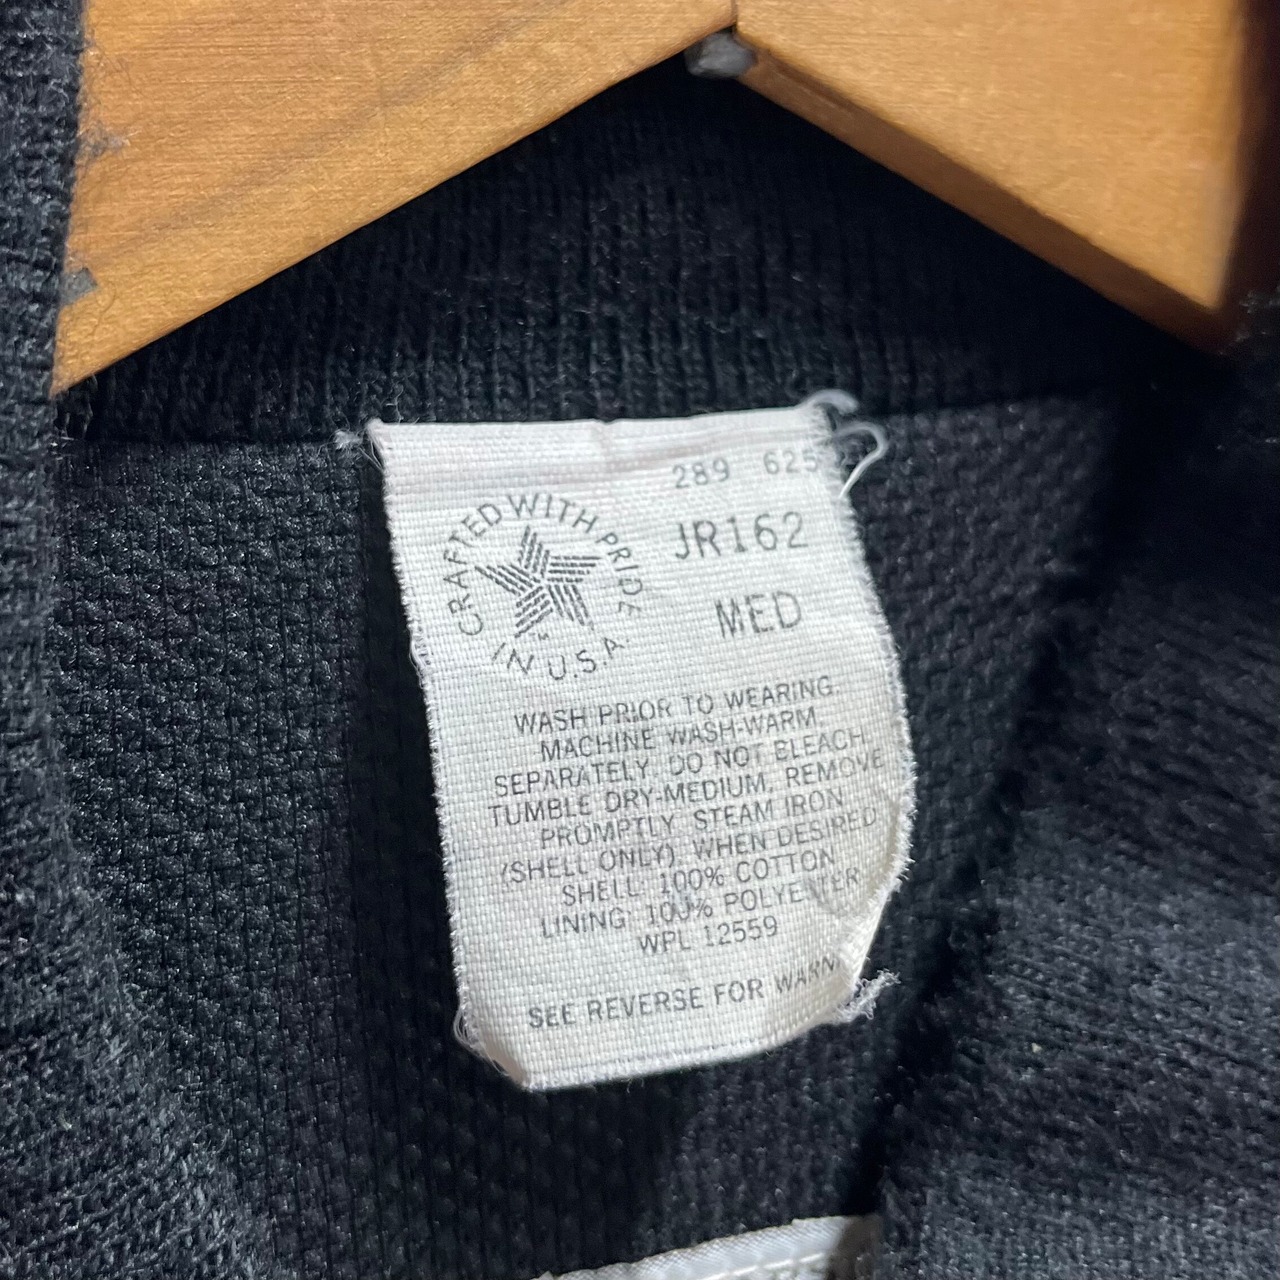 289 625
CRAFTED WITH PRIDE
IN U.S.A.
TM
JR162
MED
WASH PRIOR TO WEARING.
MACHINE WASH-WARM,
SEPARATELY. DO NOT BLEACH.
TUMBLE DRY-MEDIUM, REMOVE
PROMPTLY. STEAM IRON
(SHELL ONLY) WHEN DESIRED
SHELL: 100% COTTON
LINING: 100% POLYESTER
WPL 12559
SEE REVERSE FOR WARN